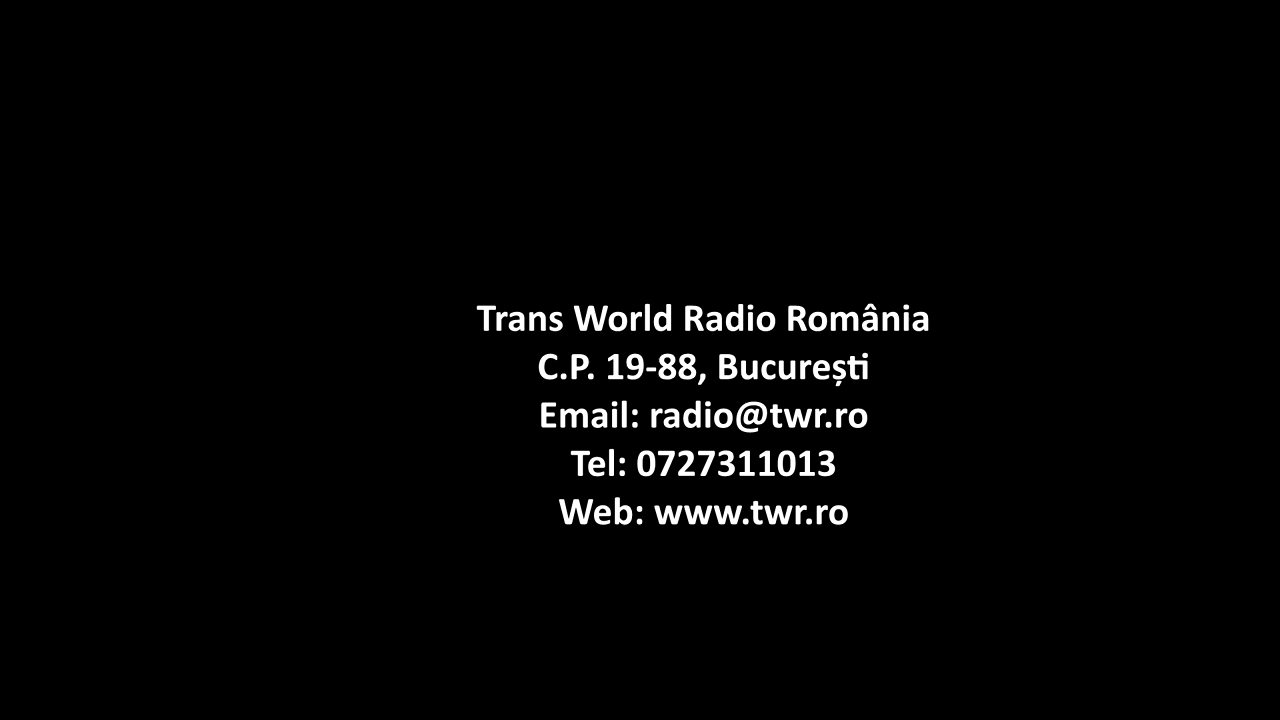 Trans World Radio România
C.P. 19-88, București
Email: radio@twr.ro
Tel: 0727311013
Web: www.twr.ro